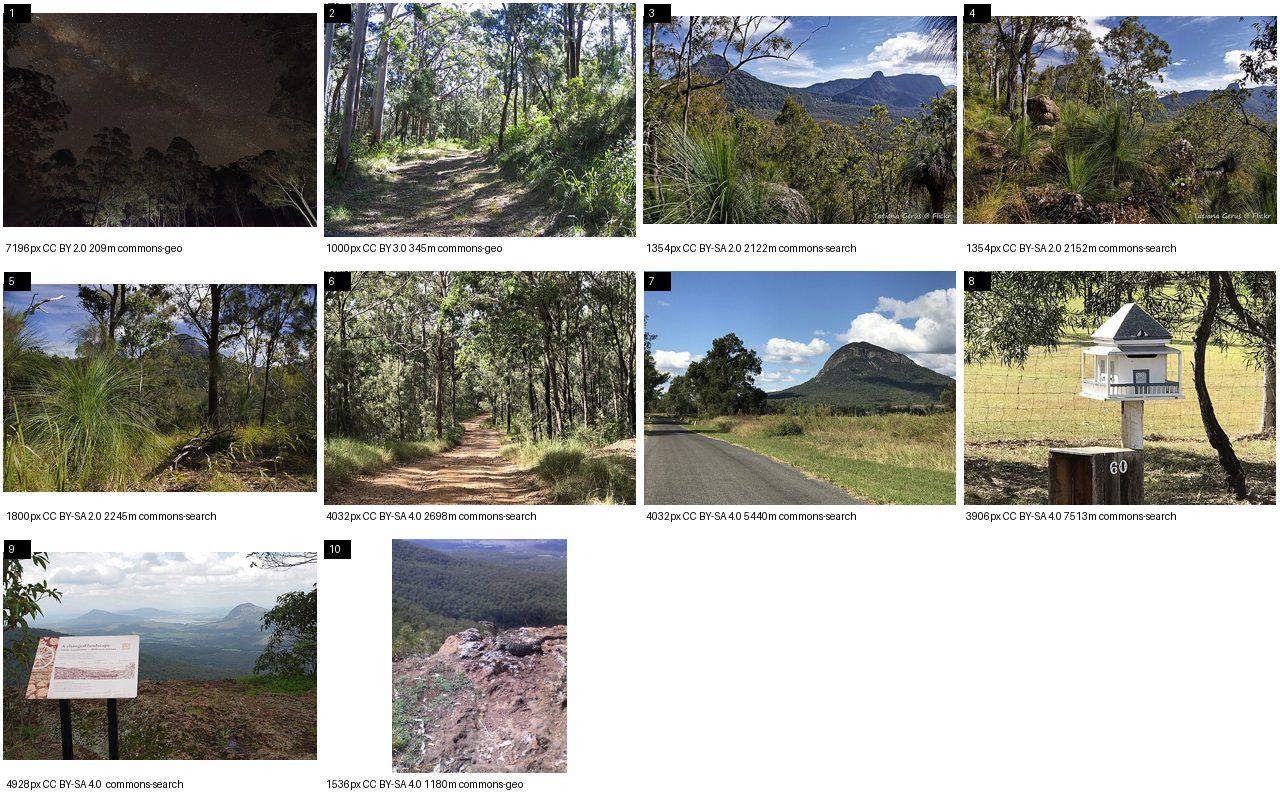 1
7196px CC BY 2.0 209m commons-geo
2
1000px CC BY 3.0 345m commons-geo
3
Tatiana Gerus @ Flickr
1354px CC BY-SA 2.0 2122m commons-search
4
Tatiana Gerus @ Flickr
1354px CC BY-SA 2.0 2152m commons-search
5
1800px CC BY-SA 2.0 2245m commons-search
6
4032px CC BY-SA 4.0 2698m commons-search
7
4032px CC BY-SA 4.0 5440m commons-search
8
60
3906px CC BY-SA 4.0 7513m commons-search
9
A changed landscape
4928px CC BY-SA 4.0 commons-search
10
1536px CC BY-SA 4.0 1180m commons-geo